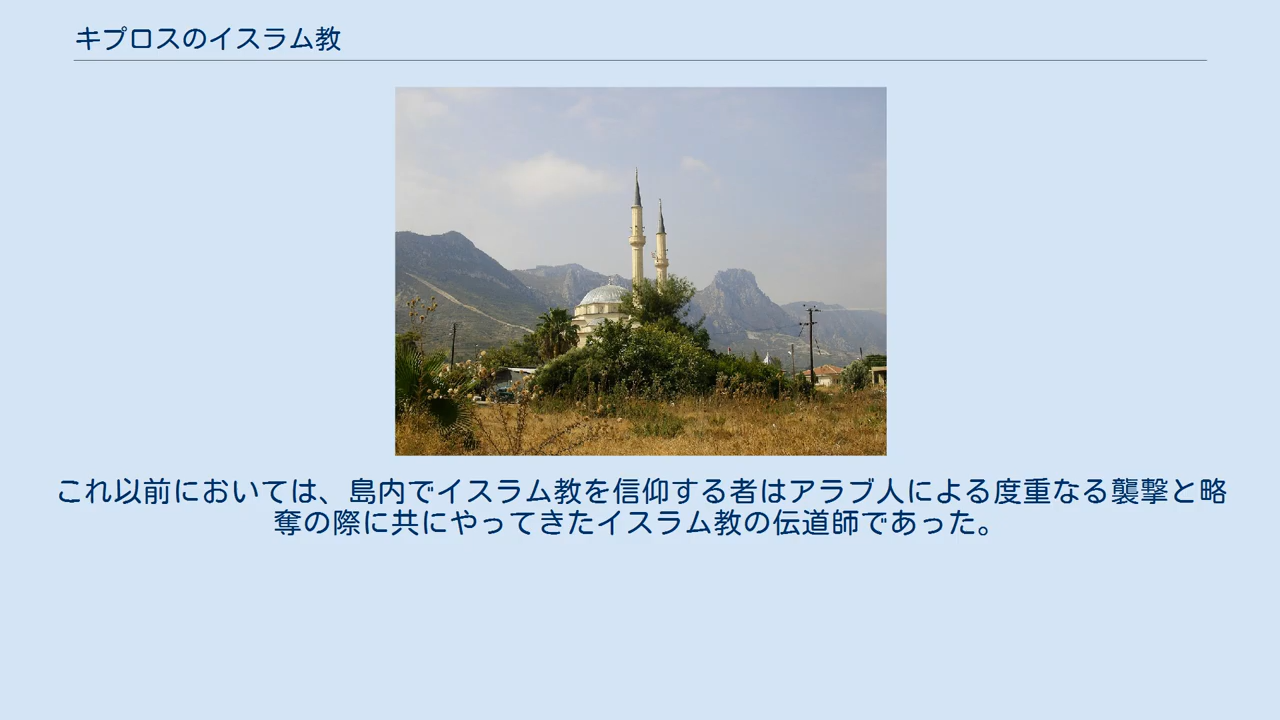 キプロスのイスラム教
これ以前においては、島内でイスラム教を信仰する者はアラブ人による度重なる襲撃と略
奪の際に共にやってきたイスラム教の伝道師であった。